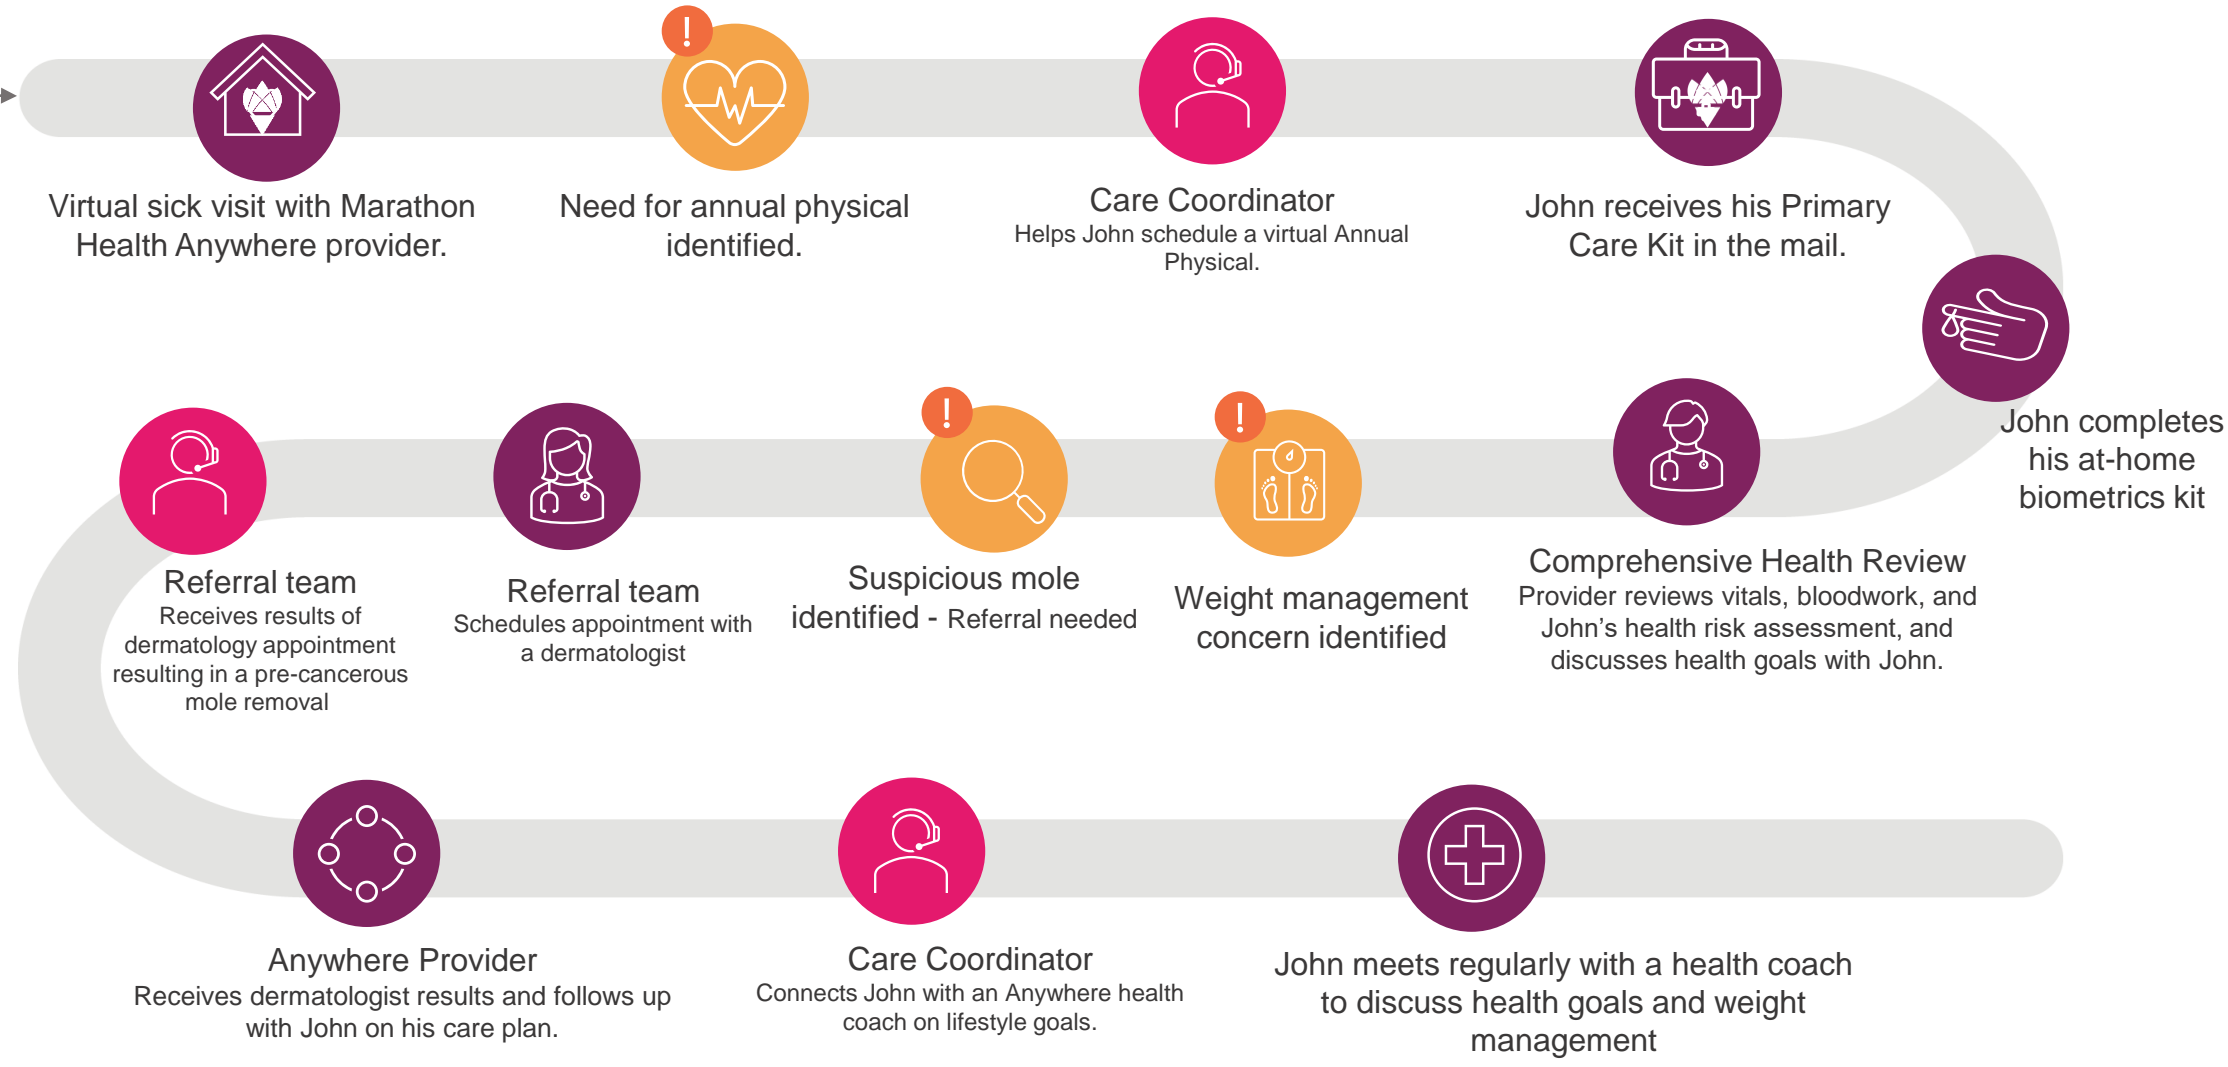 Virtual sick visit with Marathon
Health Anywhere provider.
!
Need for annual physical
identified.
Care Coordinator
Helps John schedule a virtual Annual
Physical.
John receives his Primary
Care Kit in the mail.
John completes
his at-home
biometrics kit
Comprehensive Health Review
Provider reviews vitals, bloodwork, and
John's health risk assessment, and
discusses health goals with John.
!
Weight management
concern identified
!
Suspicious mole
identified - Referral needed
Referral team
Schedules appointment with
a dermatologist
Referral team
Receives results of
dermatology appointment
resulting in a pre-cancerous
mole removal
Anywhere Provider
Receives dermatologist results and follows up
with John on his care plan.
Care Coordinator
Connects John with an Anywhere health
coach on lifestyle goals.
John meets regularly with a health coach
to discuss health goals and weight
management